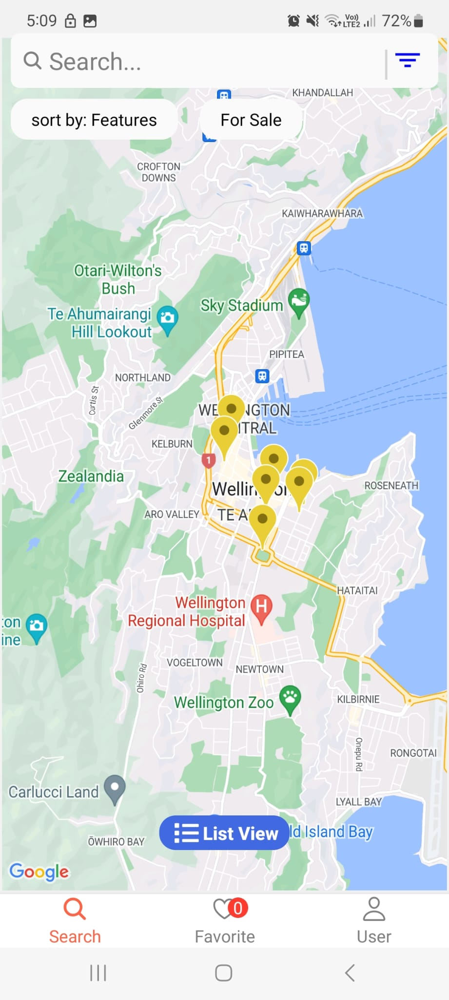 5:09
Vo))
LTE2
72%
Search...
KHANDALLAH
sort by: Features
For Sale
CROFTON
DOWNS
KAIWHARAWHARA
Otari-Wilton's
Bush
Sky Stadium
Te Ahumairangi
Hill Lookout
PIPITEA
NORTHLAND
Curtis St
Glenmore St
WE NGTON
TRAL
KELBURN
1
Zealandia
ROSENEATH
Wellin on
ARO VALLEY
TE A
HATAITAI
Wellington
Regional Hospital
H
ton
ine
VOGELTOWN
NEWTOWN
Ohiro Rd
Wellington Zoo
KILBIRNIE
Onepu Rd
RONGOTAI
Carlucci Land
LYALL BAY
List View
ld Island Bay
ŌWHIRO BAY
Google
0
Search
Favorite
User